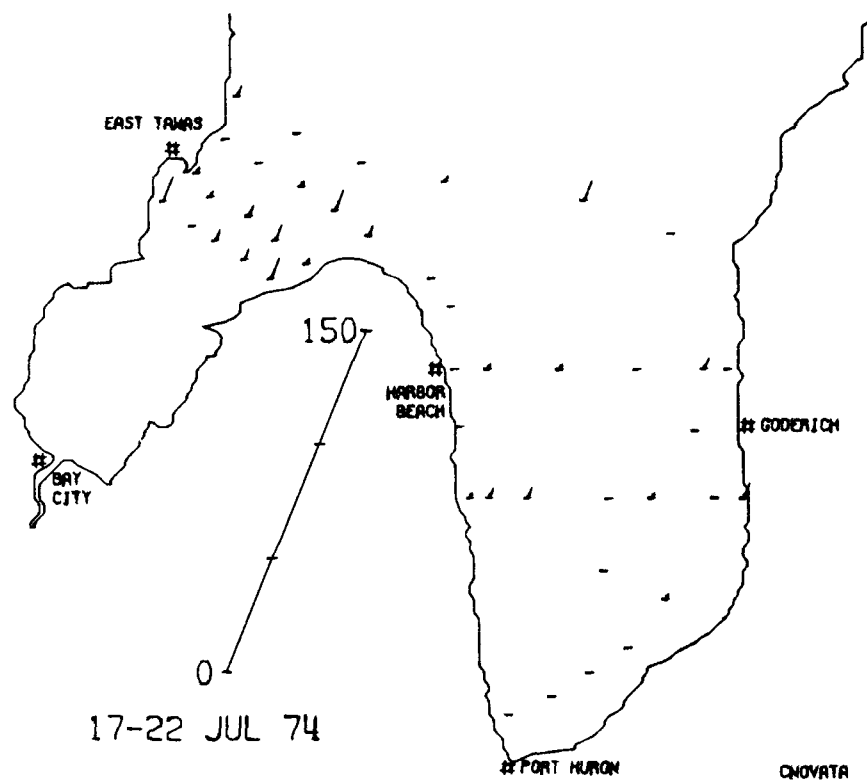 EAST TAWAS
#
150
#
HARBOR
BEACH
# GODERICH
#
BAY
CITY
0
17-22 JUL 74
# PORT HURON
CNOVATA